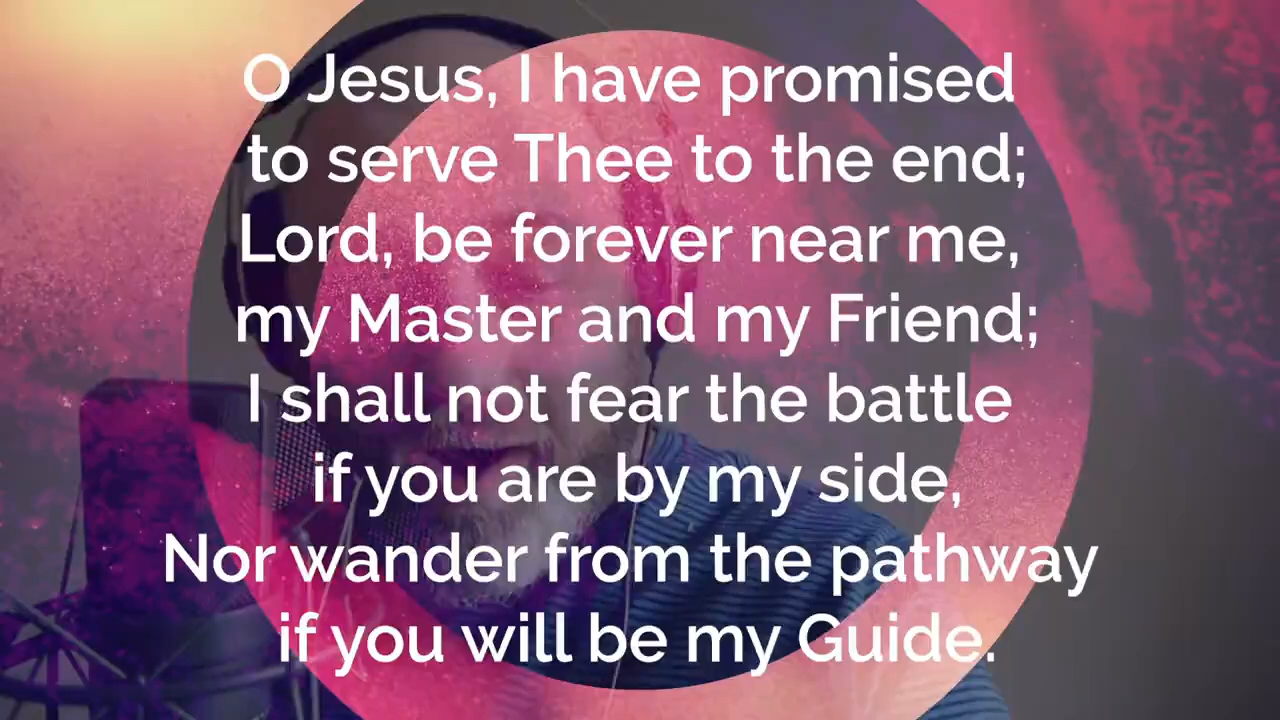 O Jesus, I have promised
to serve Thee to the end;
Lord, be forever near me,
my Master and my Friend;
I shall not fear the battle
if you are by my side,
Nor wander from the pathway
if you will be my Guide.